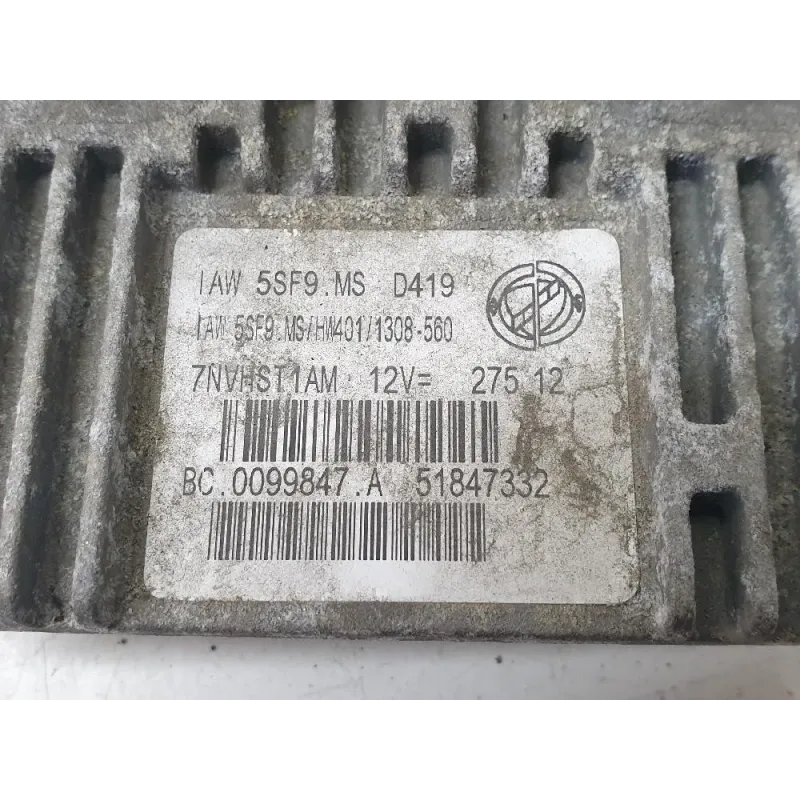 IAW 5SF9.MS D419
IAW 5SF9.MS/HW401/1308-560
7NVHST1AM 12V= 275 12
BC.0099847.A 51847332